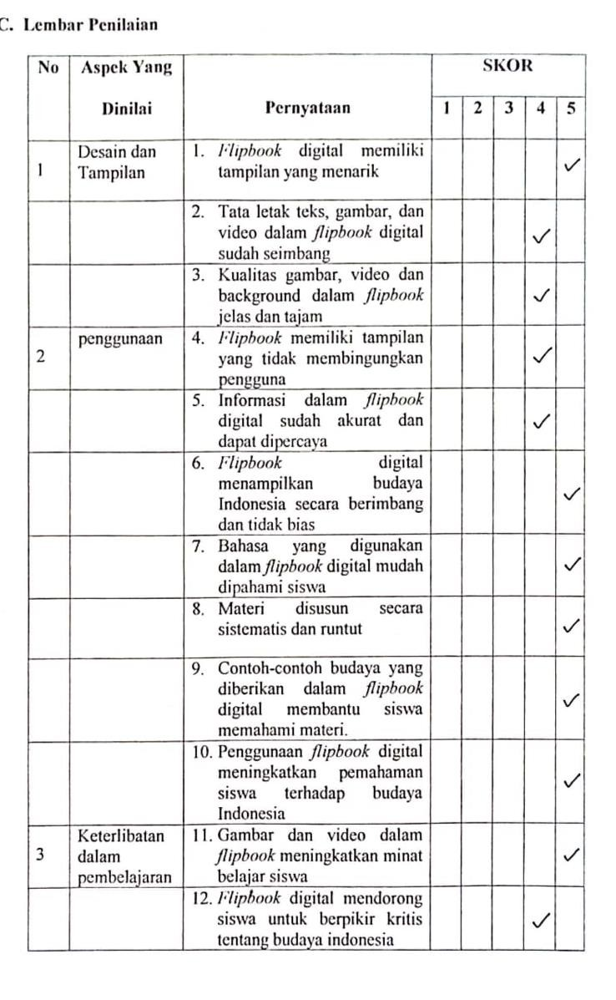 C. Lembar Penilaian
No Aspek Yang Dinilai Pernyataan SKOR
1 2 3 4 5
1 Desain dan Tampilan
1. Flipbook digital memiliki
tampilan yang menarik ✓
2. Tata letak teks, gambar, dan
video dalam flipbook digital ✓
sudah seimbang
3. Kualitas gambar, video dan
background dalam flipbook ✓
jelas dan tajam
2 penggunaan
4. Flipbook memiliki tampilan
yang tidak membingungkan ✓
pengguna
5. Informasi dalam flipbook
digital sudah akurat dan ✓
dapat dipercaya
6. Flipbook digital
menampilkan budaya
Indonesia secara berimbang ✓
dan tidak bias
7. Bahasa yang digunakan
dalam flipbook digital mudah ✓
dipahami siswa
8. Materi disusun secara
sistematis dan runtut ✓
9. Contoh-contoh budaya yang
diberikan dalam flipbook
digital membantu siswa ✓
memahami materi.
10. Penggunaan flipbook digital
meningkatkan pemahaman
siswa terhadap budaya ✓
Indonesia
3 Keterlibatan dalam pembelajaran
11. Gambar dan video dalam
flipbook meningkatkan minat ✓
belajar siswa
12. Flipbook digital mendorong
siswa untuk berpikir kritis ✓
tentang budaya indonesia